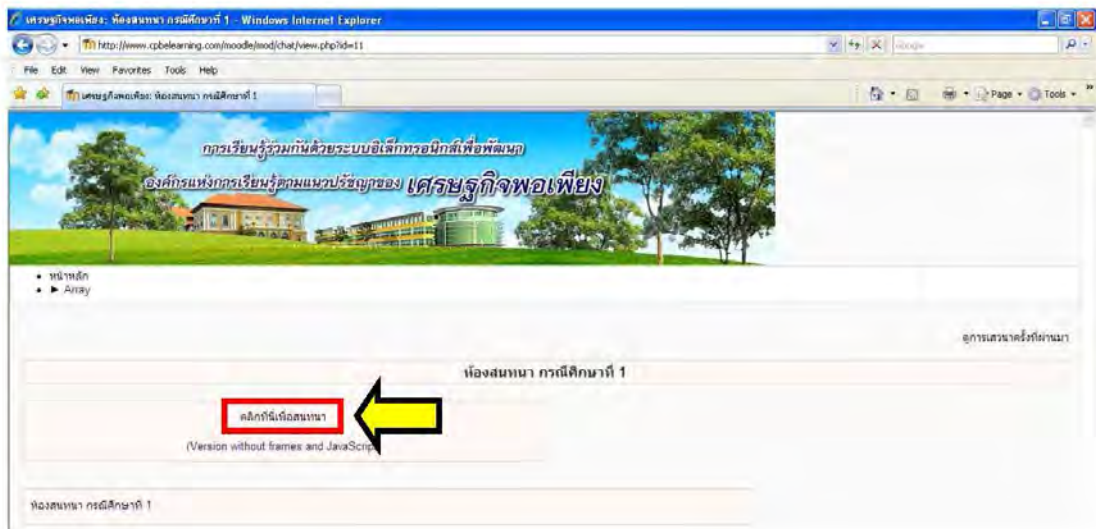 เศรษฐกิจพอเพียง: ห้องสนทนา กรณีศึกษาที่ 1 - Windows Internet Explorer
http://www.cpbelearning.com/moodle/mod/chat/view.php?id=11
Google
File Edit View Favorites Tools Help
เศรษฐกิจพอเพียง: ห้องสนทนา กรณีศึกษาที่ 1
Page Tools
การเรียนรู้ร่วมกันด้วยระบบอิเล็กทรอนิกส์เพื่อพัฒนา
องค์กรแห่งการเรียนรู้ตามแนวปรัชญาของ เศรษฐกิจพอเพียง
หน้าหลัก
► Array
ดูการเสวนาครั้งที่ผ่านมา
ห้องสนทนา กรณีศึกษาที่ 1
คลิกที่นี่เพื่อสนทนา
(Version without frames and JavaScrip
ห้องสนทนา กรณีศึกษาที่ 1